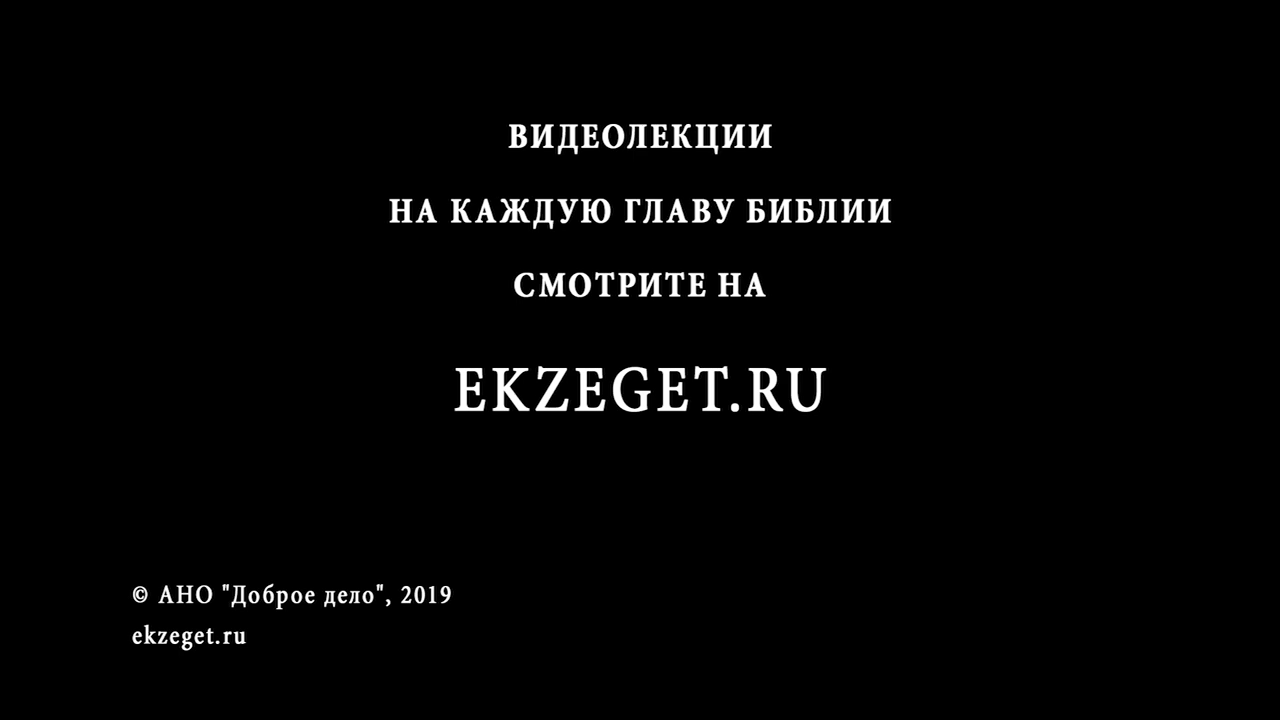 ВИДЕОЛЕКЦИИ
НА КАЖДУЮ ГЛАВУ БИБЛИИ
СМОТРИТЕ НА
EKZEGET.RU
© АНО "Доброе дело", 2019
ekzeget.ru